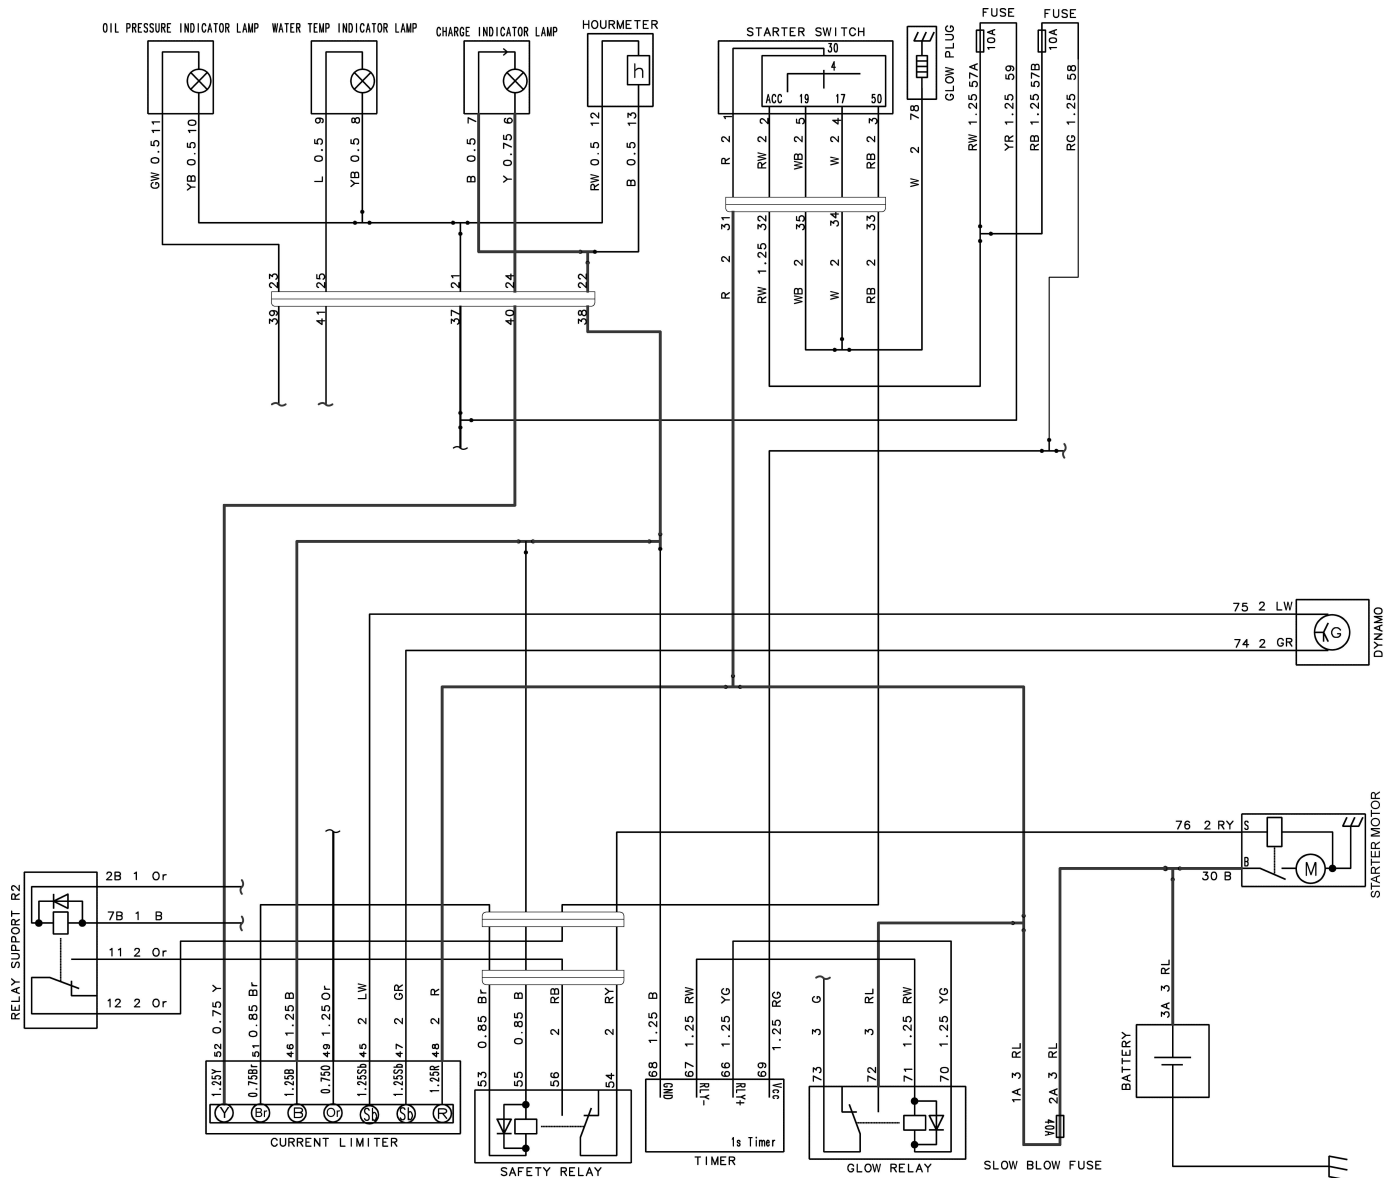 OIL PRESSURE INDICATOR LAMP
WATER TEMP INDICATOR LAMP
CHARGE INDICATOR LAMP
HOURMETER
STARTER SWITCH
GLOW PLUG
FUSE
FUSE
10A
10A
h
30
4
ACC 19 17 50
GW 0.5 11
YB 0.5 10
L 0.5 9
YB 0.5 8
B 0.5 7
Y 0.75 6
RW 0.5 12
B 0.5 13
R 2 1
RW 2 2
WB 2 5
W 2 4
RB 2 3
W 2 78
RW 1.25 57A
YR 1.25 59
RB 1.25 57B
RG 1.25 58
R 2 31
RW 1.25 32
WB 2 35
W 2 34
RB 2 33
23 25 21 24 22
39 41 37 40 38
75 2 LW
74 2 GR
G
DYNAMO
76 2 RY
30 B
S
B
M
STARTER MOTOR
RELAY SUPPORT R2
2B 1 Or
7B 1 B
11 2 Or
12 2 Or
52 0.75 Y
51 0.85 Br
46 1.25 B
49 1.25 Or
45 2 LW
47 2 GR
48 2 R
1.25Y
0.75Br
1.25B
0.75O
1.25Sb
1.25Sb
1.25R
Y Br B Or Sb Sb R
CURRENT LIMITER
53 0.85 Br
55 0.85 B
56 2 RB
54 2 RY
SAFETY RELAY
68 1.25 B
67 1.25 RW
66 1.25 YG
69 1.25 RG
GND
RLY-
RLY+
Vcc
1s Timer
TIMER
73 3 G
72 3 RL
71 1.25 RW
70 1.25 YG
GLOW RELAY
1A 3 RL
2A 3 RL
40A
SLOW BLOW FUSE
3A 3 RL
BATTERY